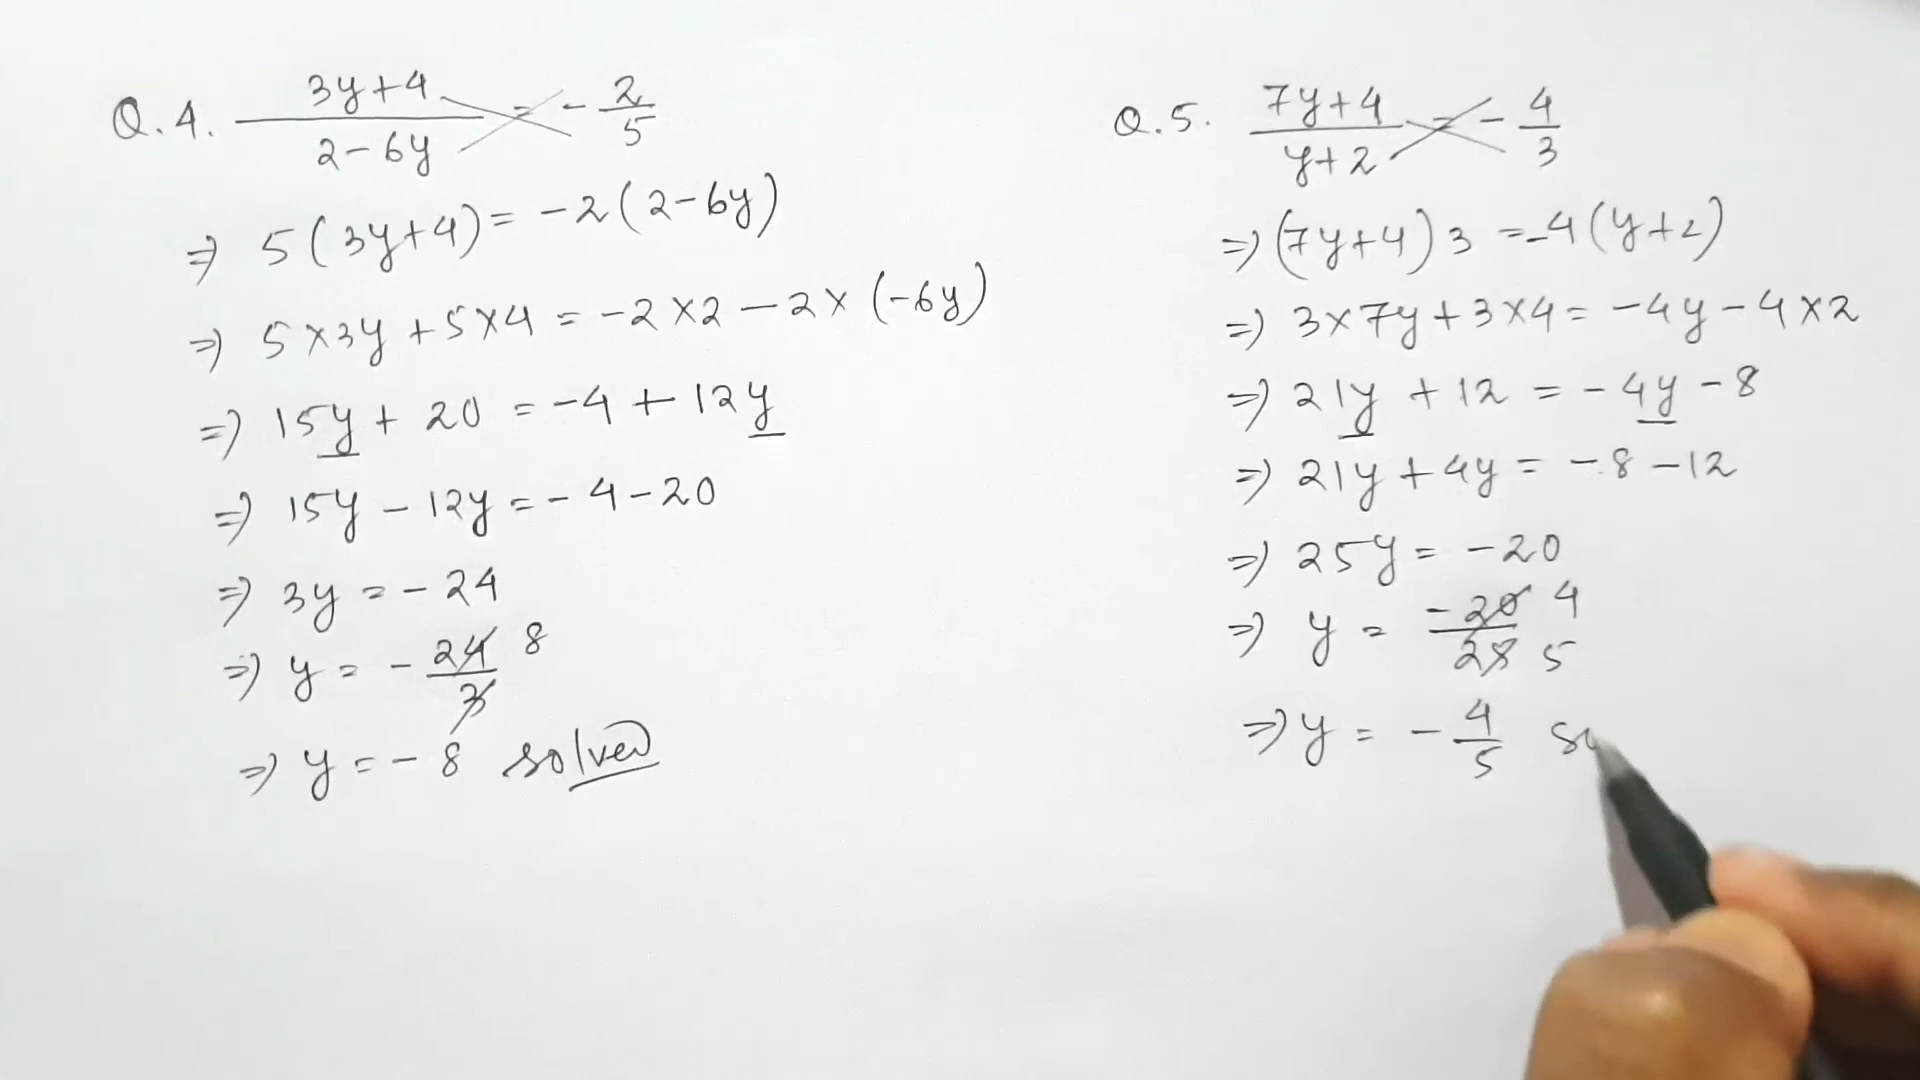 Q.4. (3y+4)/(2-6y) = -2/5
⇒ 5(3y+4) = -2(2-6y)
⇒ 5×3y+5×4 = -2×2-2×(-6y)
⇒ 15y+20 = -4+12y
⇒ 15y-12y = -4-20
⇒ 3y = -24
⇒ y = -24/3 8
⇒ y = -8 solved
Q.5. (7y+4)/(y+2) = -4/3
⇒ (7y+4)3 = -4(y+2)
⇒ 3×7y+3×4 = -4y-4×2
⇒ 21y+12 = -4y-8
⇒ 21y+4y = -8-12
⇒ 25y = -20
⇒ y = -20/25 4/5
⇒ y = -4/5